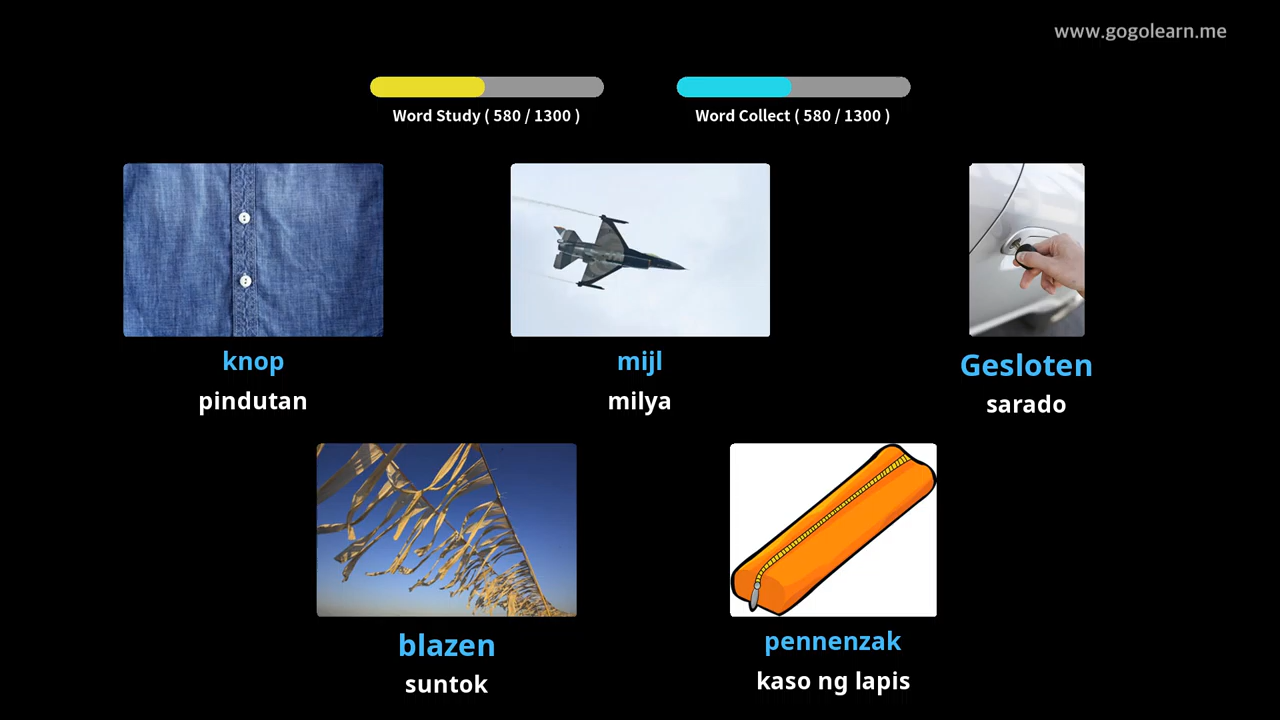 www.gogolearn.me
Word Study ( 580 / 1300 )
Word Collect ( 580 / 1300 )
knop
pindutan
mijl
milya
Gesloten
sarado
blazen
suntok
pennenzak
kaso ng lapis